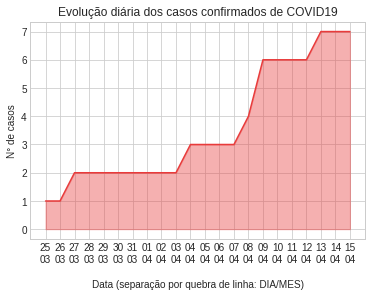 Evolução diária dos casos confirmados de COVID19
7
6
5
4
3
2
1
0
N° de casos
25 26 27 28 29 30 31 01 02 03 04 05 06 07 08 09 10 11 12 13 14 15
03 03 03 03 03 03 03 04 04 04 04 04 04 04 04 04 04 04 04 04 04 04
Data (separação por quebra de linha: DIA/MES)